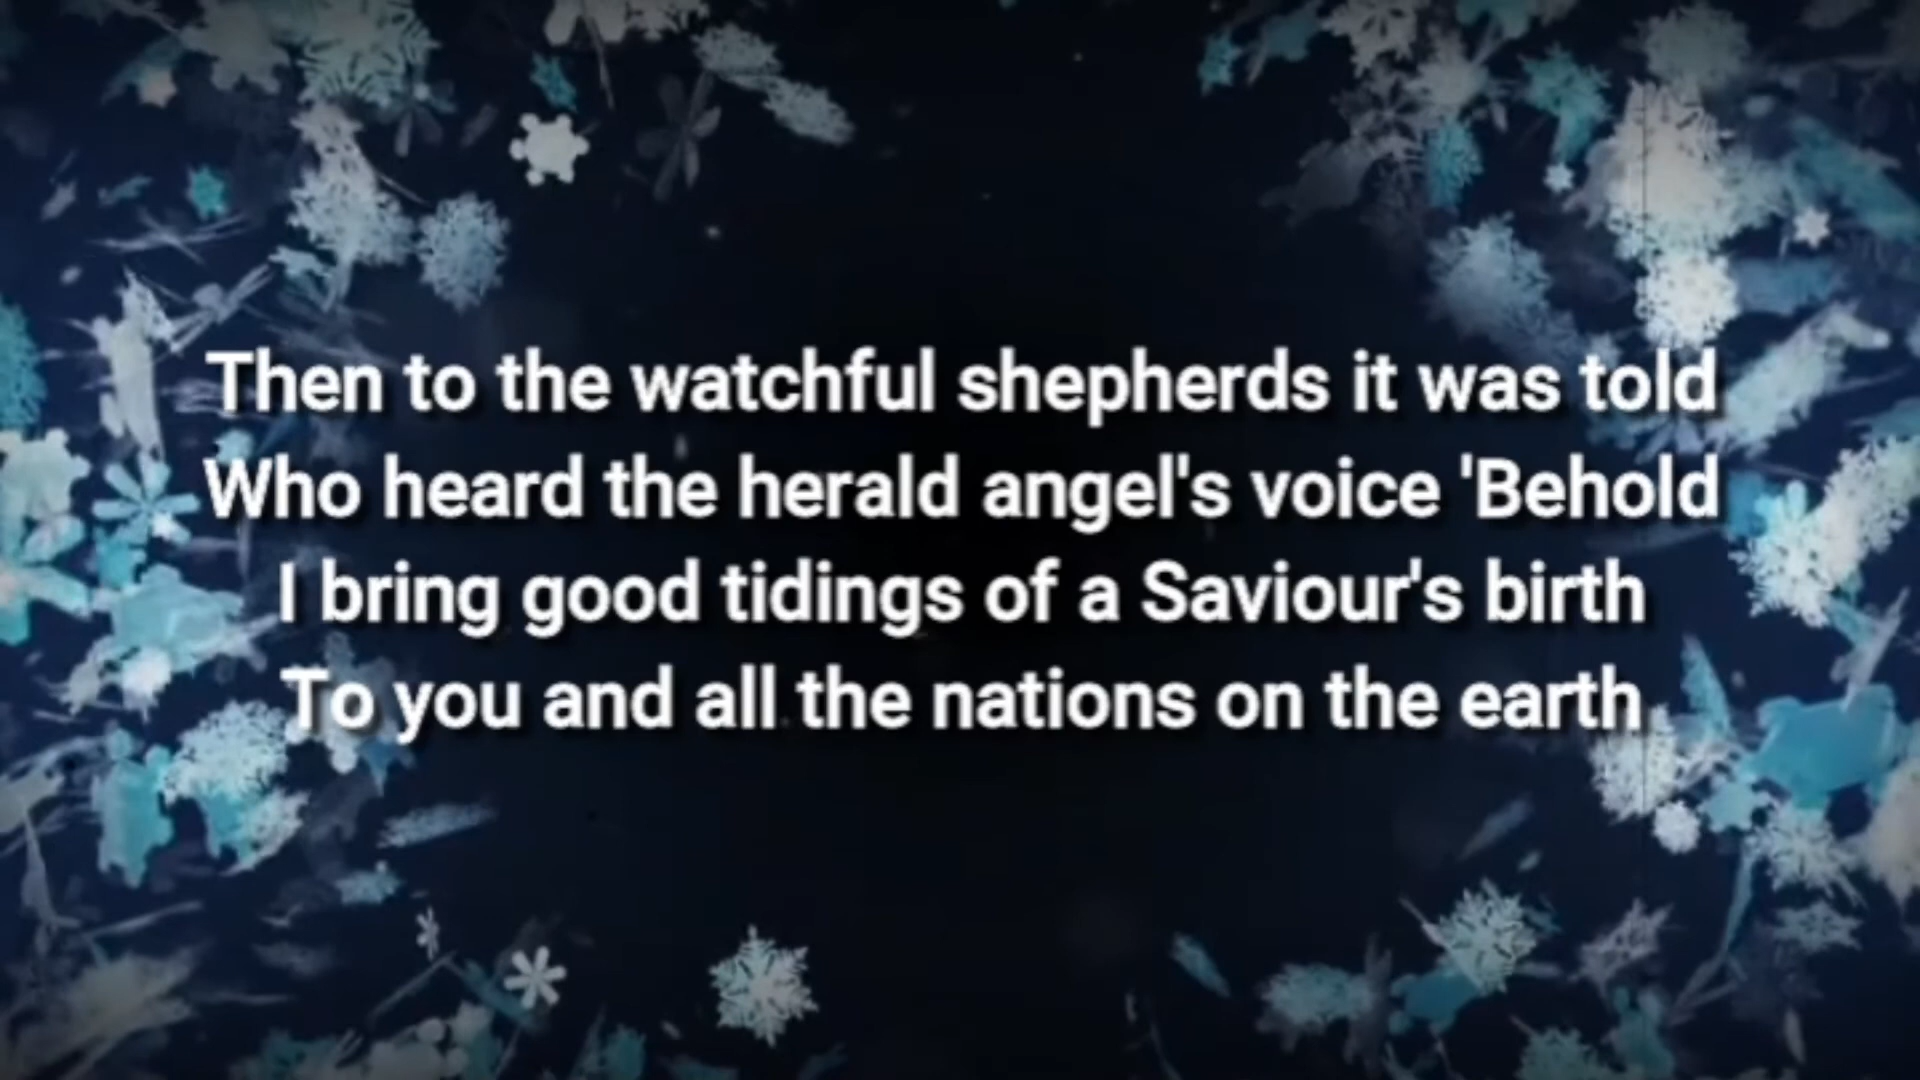 Then to the watchful shepherds it was told
Who heard the herald angel's voice 'Behold
I bring good tidings of a Saviour's birth
To you and all the nations on the earth